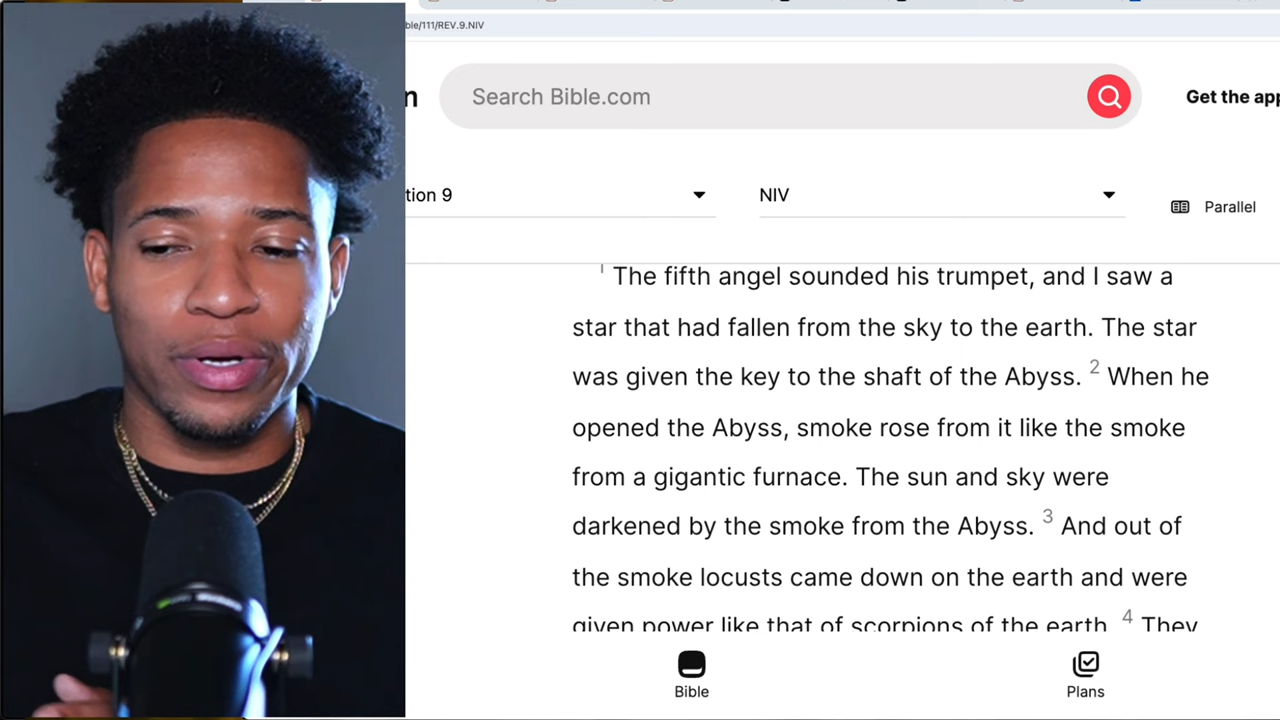 ble/111/REV.9.NIV
n
Search Bible.com
Get the app
tion 9
NIV
Parallel
1 The fifth angel sounded his trumpet, and I saw a
star that had fallen from the sky to the earth. The star
was given the key to the shaft of the Abyss. 2 When he
opened the Abyss, smoke rose from it like the smoke
from a gigantic furnace. The sun and sky were
darkened by the smoke from the Abyss. 3 And out of
the smoke locusts came down on the earth and were
given power like that of scorpions of the earth. 4 They
Bible
Plans